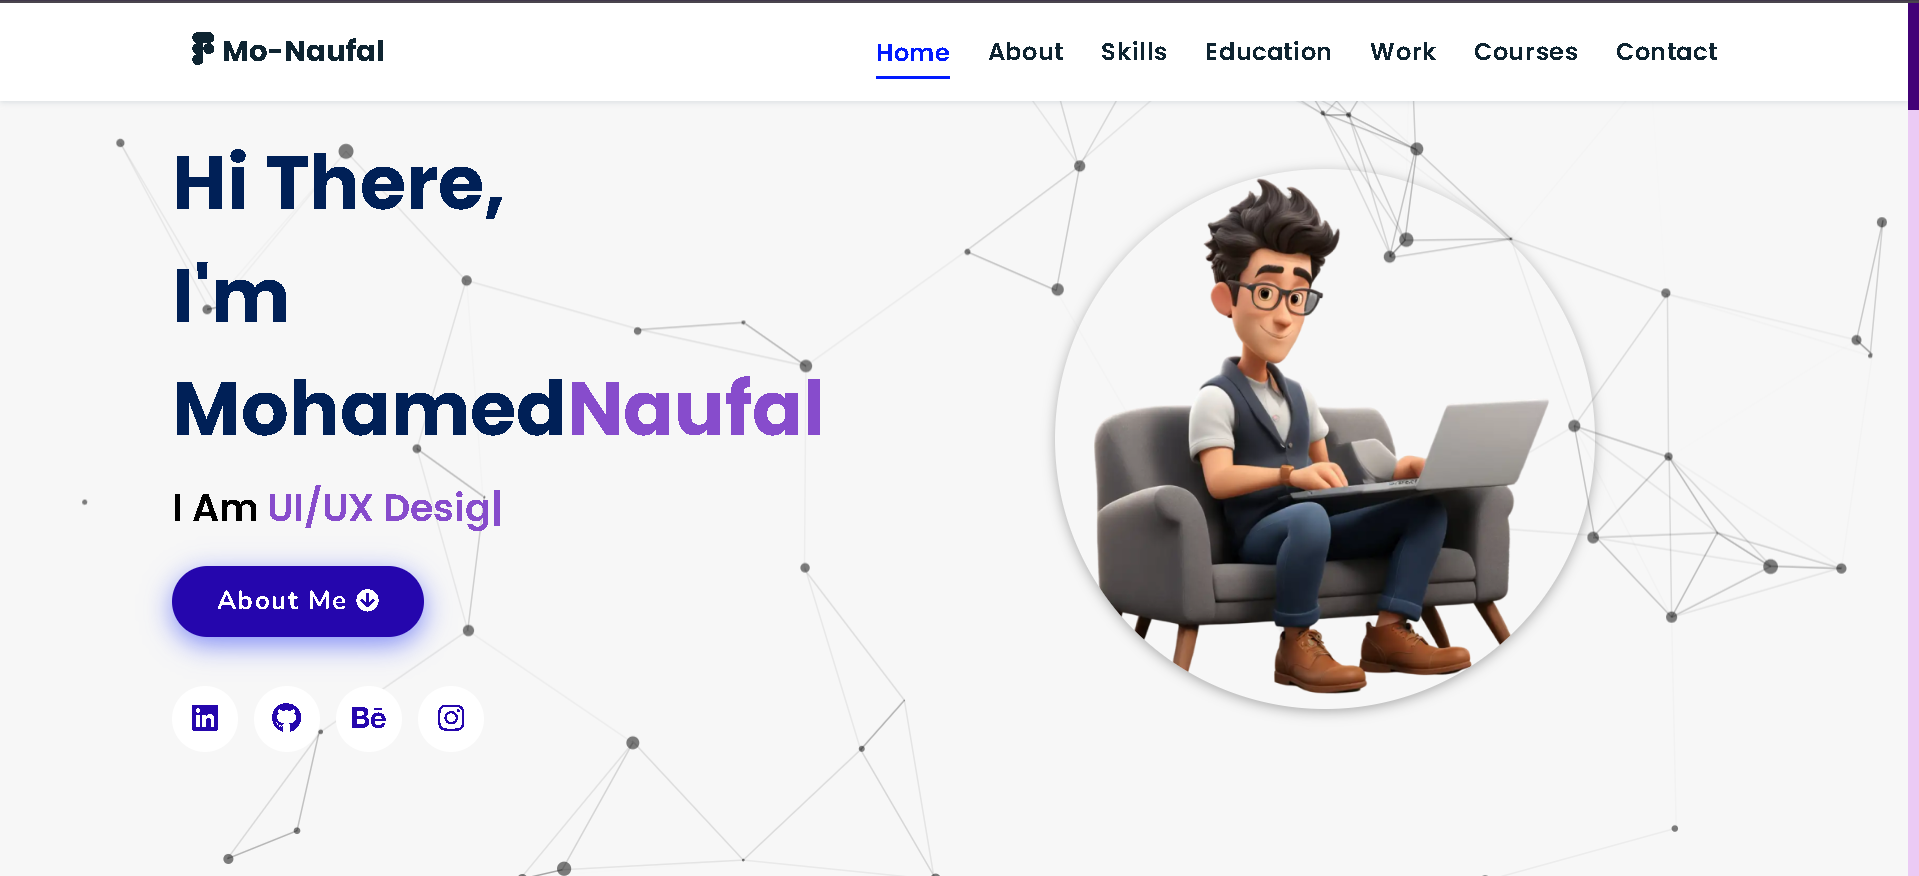 Mo-Naufal
Home About Skills Education Work Courses Contact
Hi There,
I'm
MohamedNaufal
I Am UI/UX Desig|
About Me
in
Bē